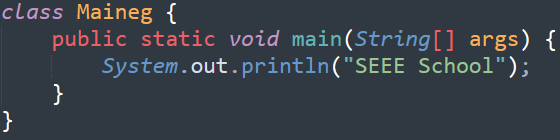 class Maineg {
    public static void main(String[] args) {
        System.out.println("SEEE School");
    }
}